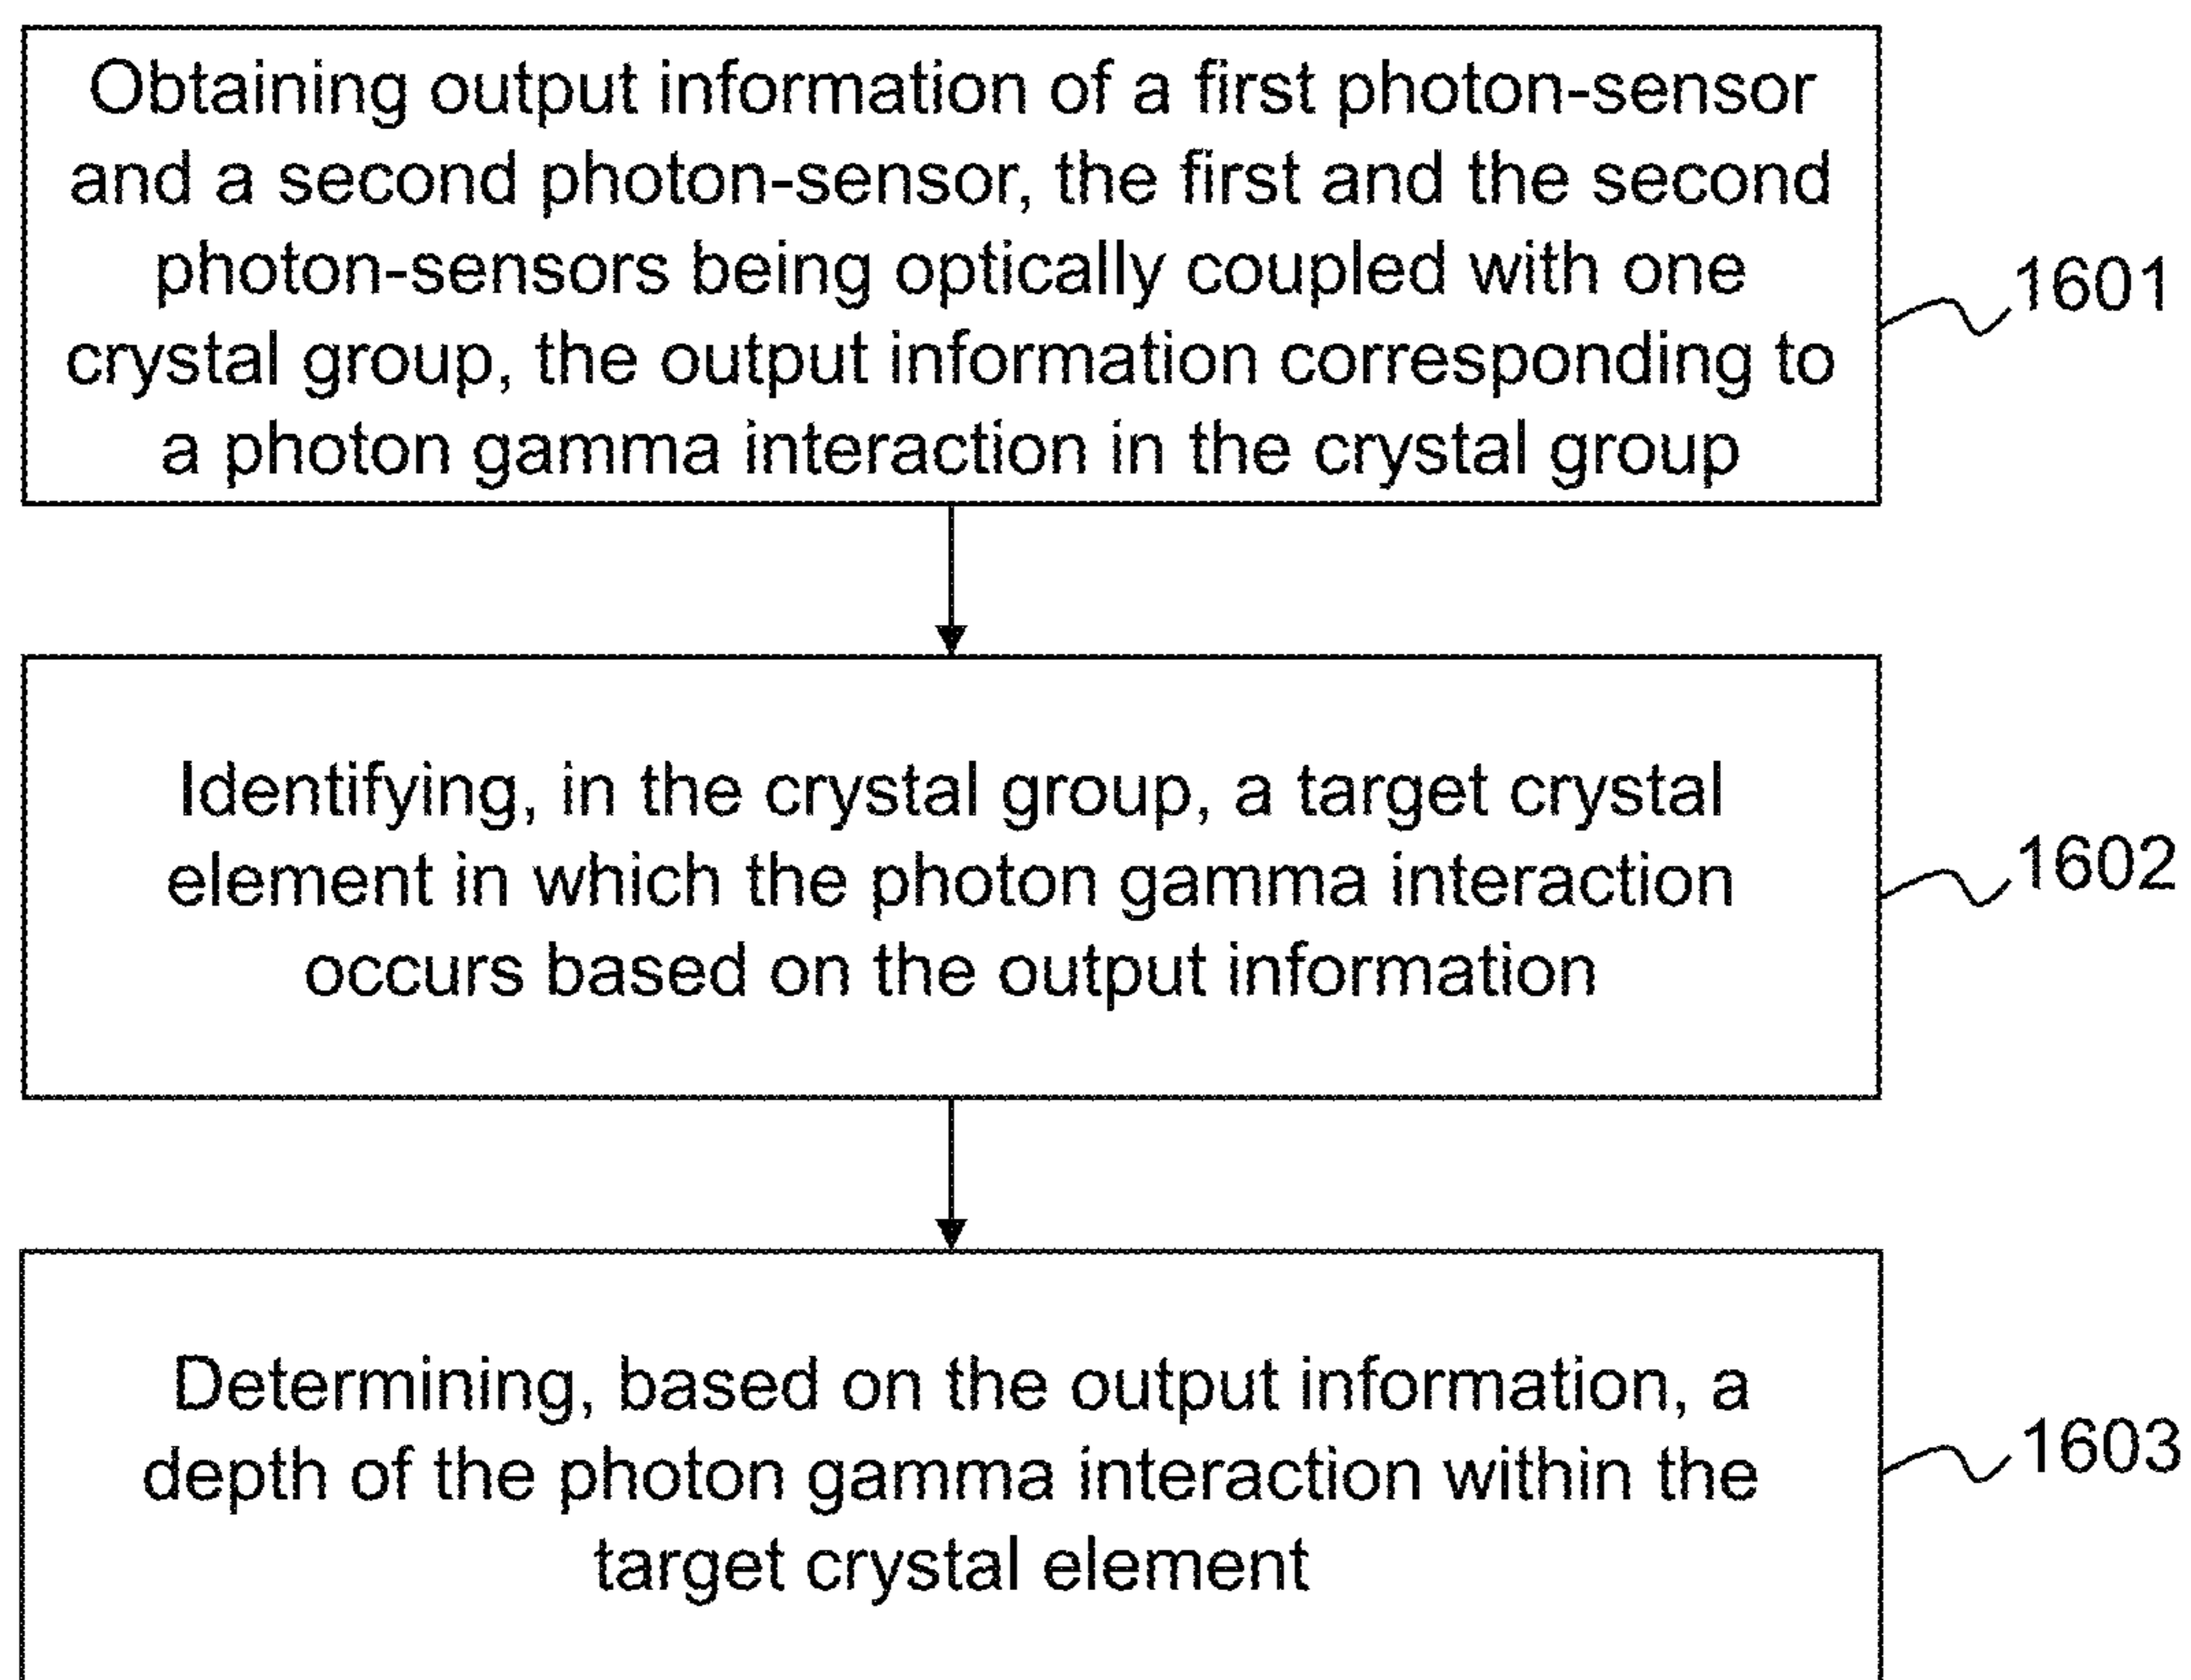 Obtaining output information of a first photon-sensor
and a second photon-sensor, the first and the second
photon-sensors being optically coupled with one
crystal group, the output information corresponding to
a photon gamma interaction in the crystal group
1601
Identifying, in the crystal group, a target crystal
element in which the photon gamma interaction
occurs based on the output information
1602
Determining, based on the output information, a
depth of the photon gamma interaction within the
target crystal element
1603